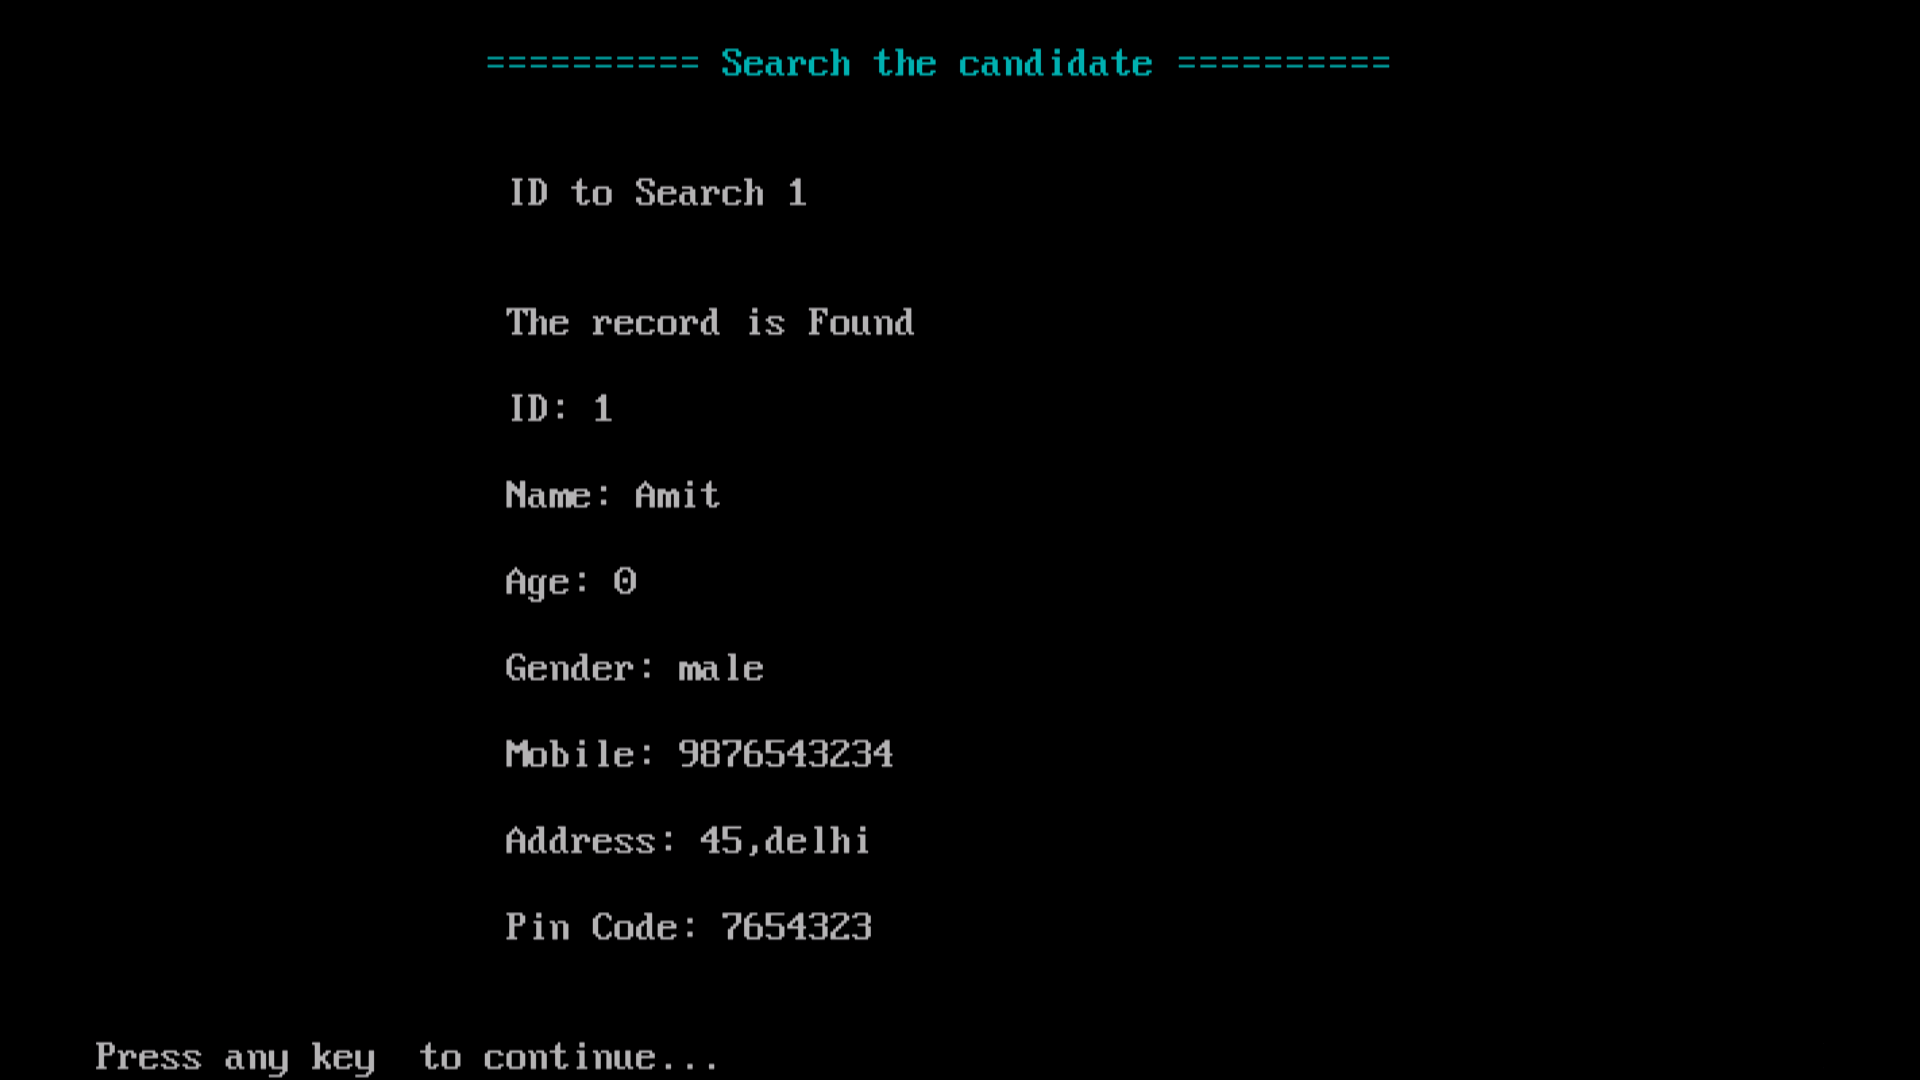 ========== Search the candidate ==========
ID to Search 1
The record is Found
ID: 1
Name: Amit
Age: 0
Gender: male
Mobile: 9876543234
Address: 45,delhi
Pin Code: 7654323
Press any key  to continue...